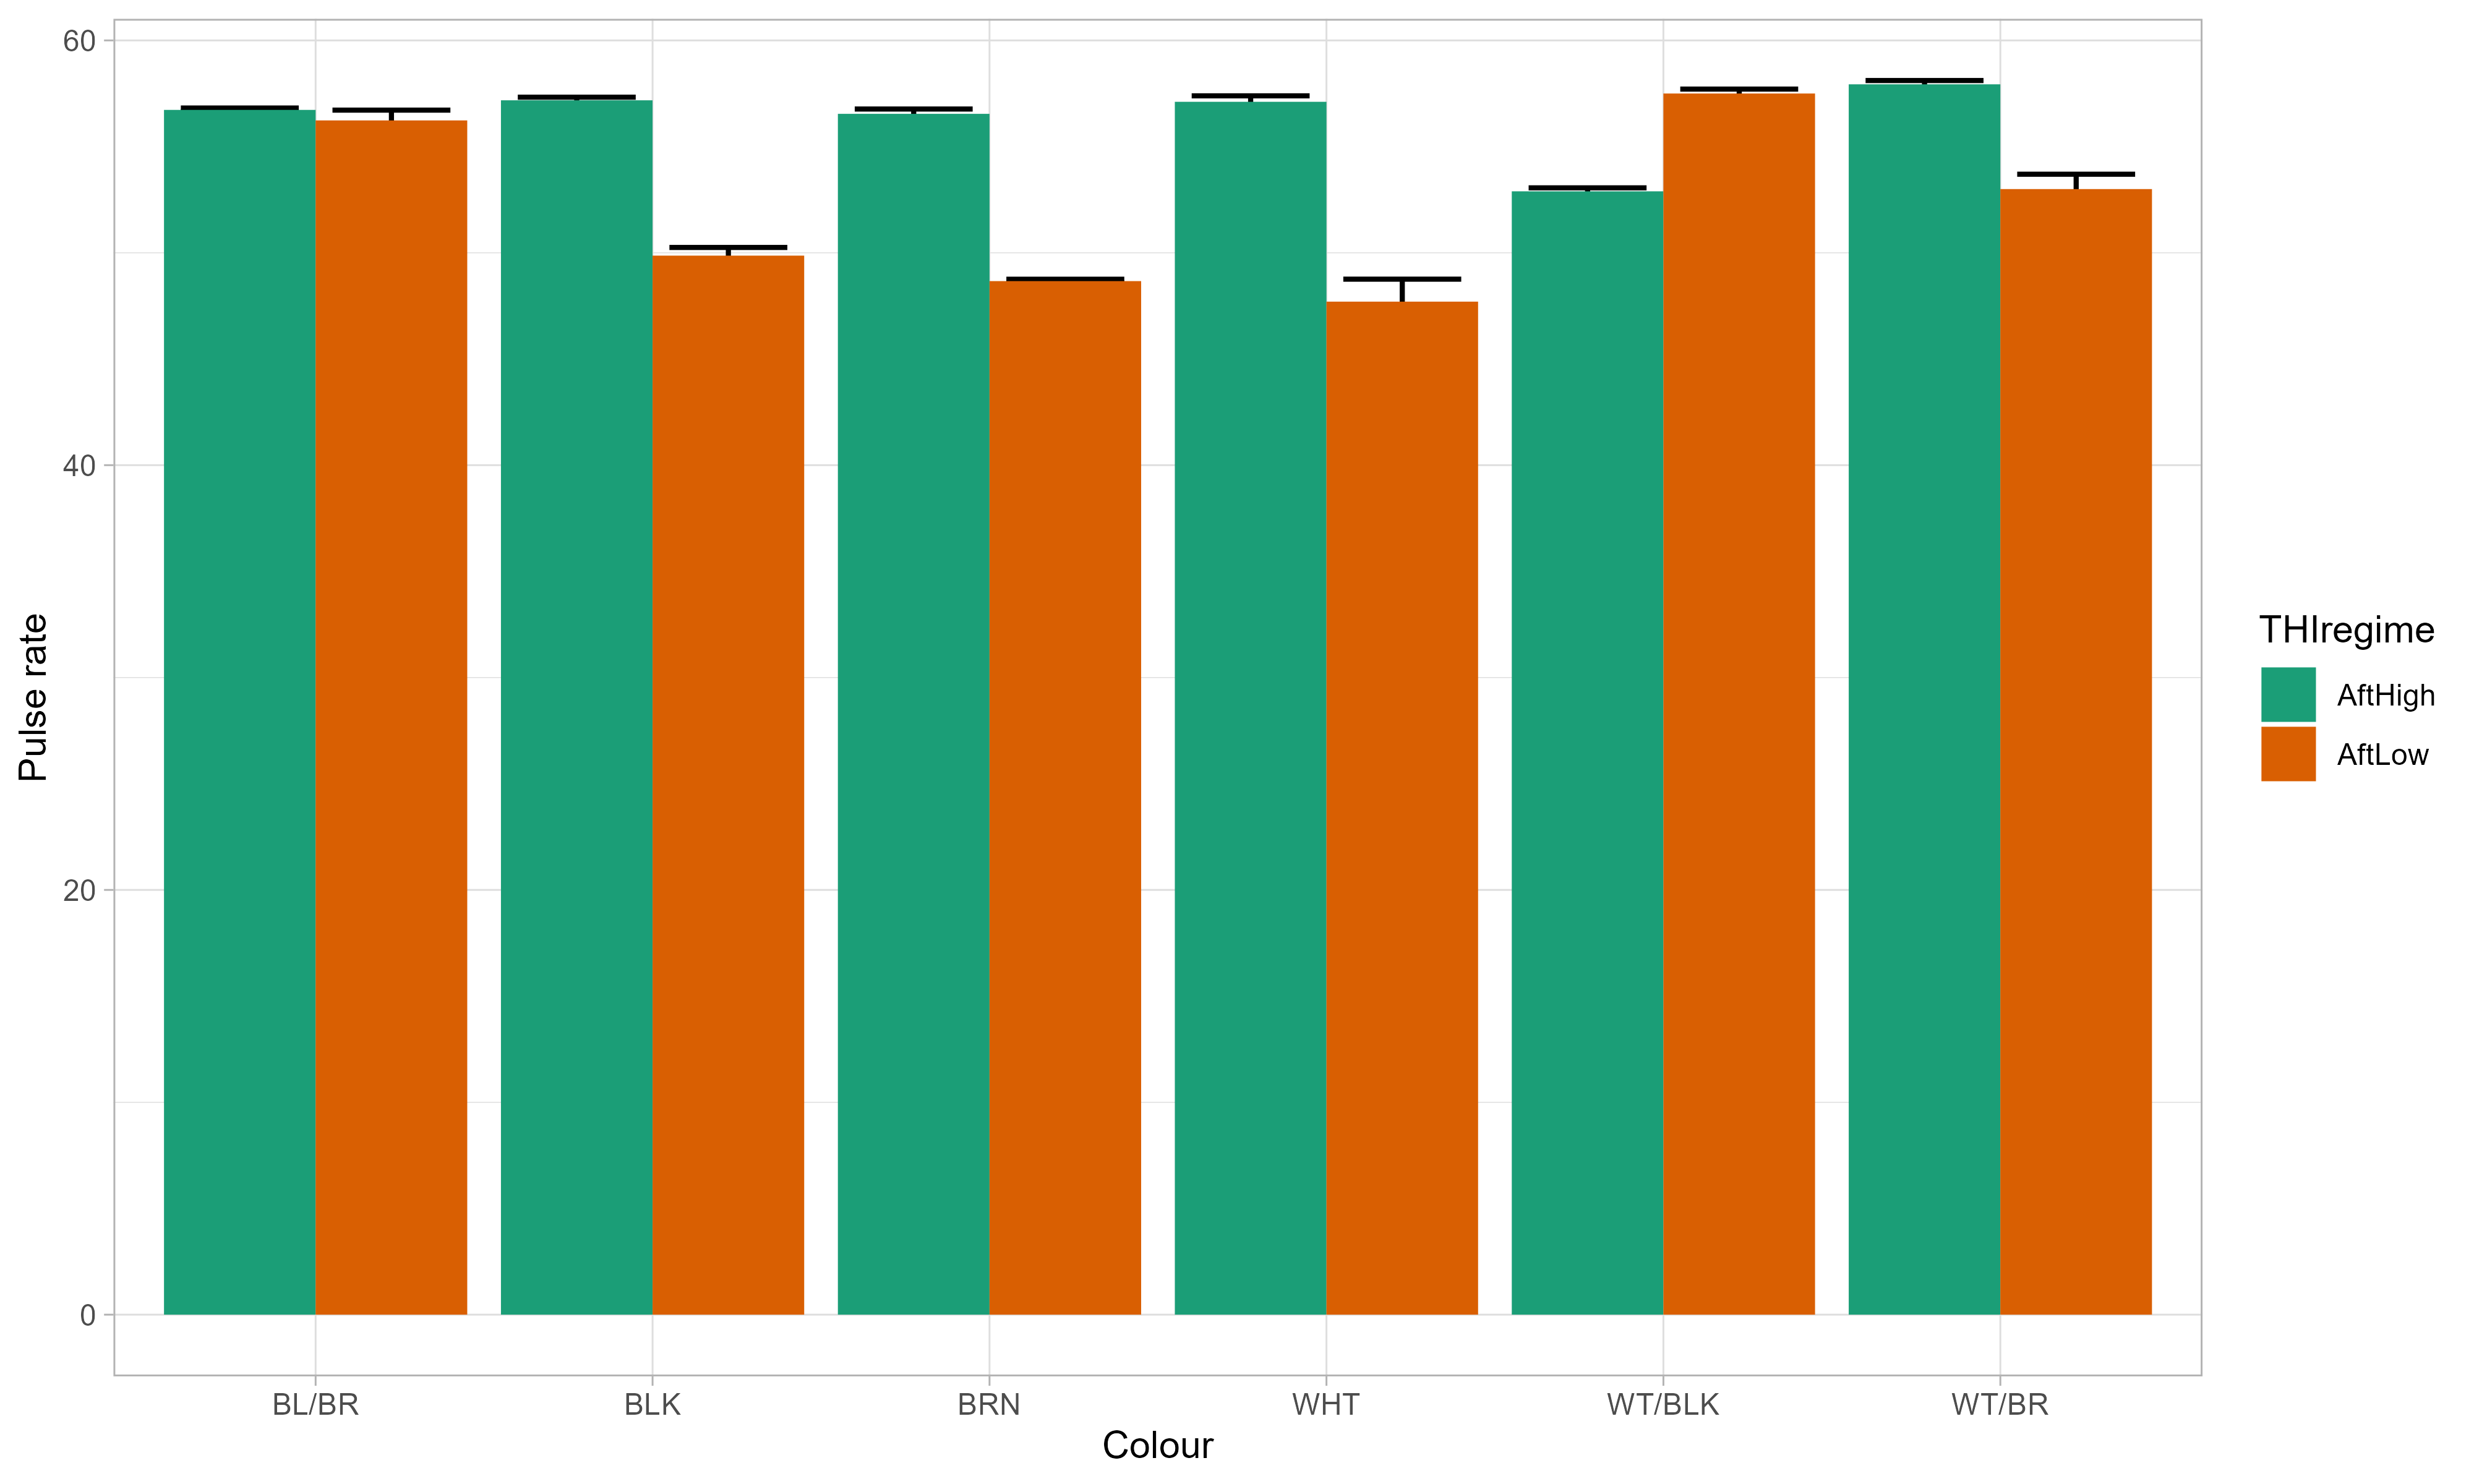 60
40
20
0
Pulse rate
BL/BR BLK BRN WHT WT/BLK WT/BR
Colour
THIregime
AftHigh
AftLow